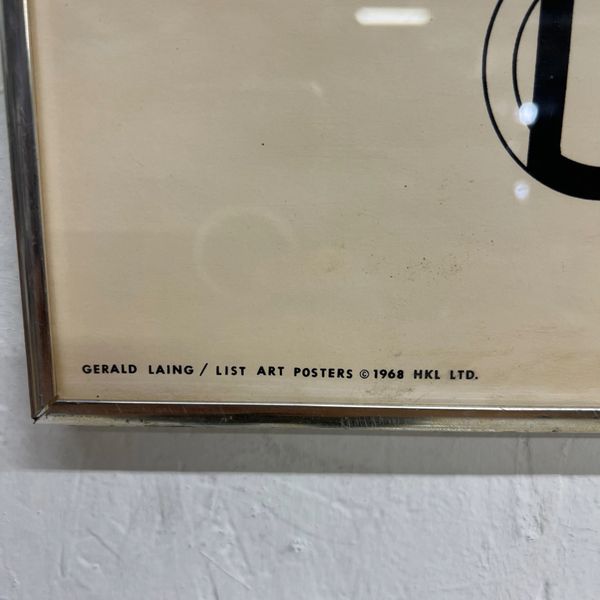 GERALD LAING / LIST ART POSTERS © 1968 HKL LTD.